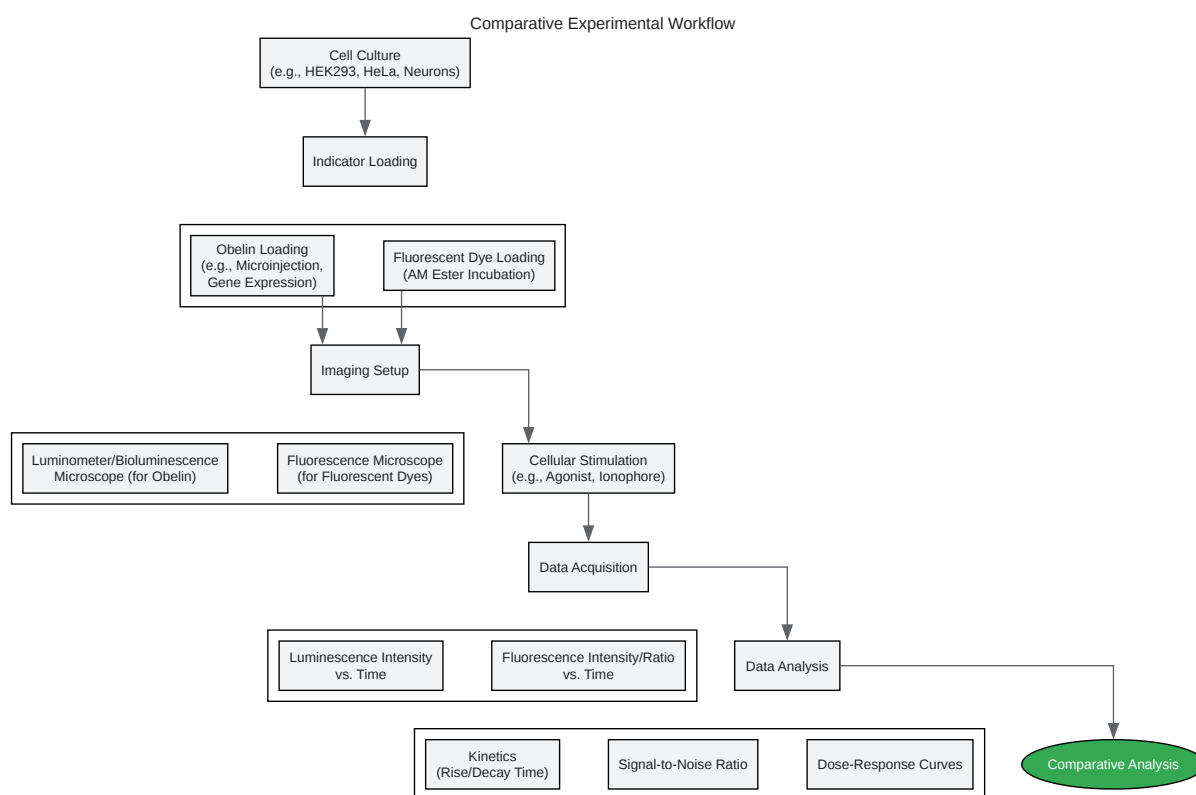 Comparative Experimental Workflow
Cell Culture
(e.g., HEK293, HeLa, Neurons)
Indicator Loading
Obelin Loading
(e.g., Microinjection,
Gene Expression)
Fluorescent Dye Loading
(AM Ester Incubation)
Imaging Setup
Luminometer/Bioluminescence
Microscope (for Obelin)
Fluorescence Microscope
(for Fluorescent Dyes)
Cellular Stimulation
(e.g., Agonist, Ionophore)
Data Acquisition
Luminescence Intensity
vs. Time
Fluorescence Intensity/Ratio
vs. Time
Data Analysis
Kinetics
(Rise/Decay Time)
Signal-to-Noise Ratio
Dose-Response Curves
Comparative Analysis